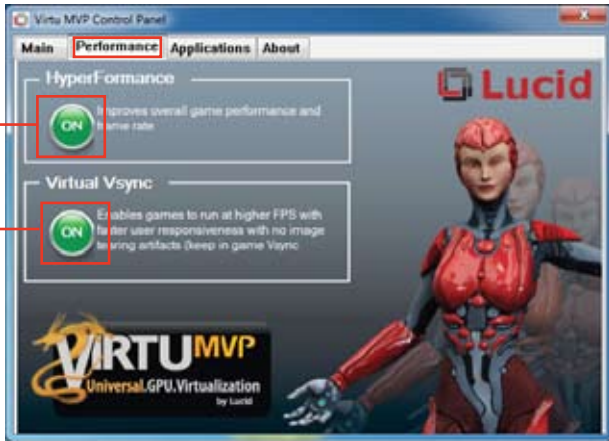 Virtu MVP Control Panel
Main Performance Applications About
HyperFormance
ON
Improves overall game performance and
frame rate
Lucid
Virtual Vsync
ON
Enables games to run at higher FPS with
faster user responsiveness with no image
tearing artifacts (keep in game Vsync
VIRTU MVP
Universal.GPU.Virtualization
by Lucid